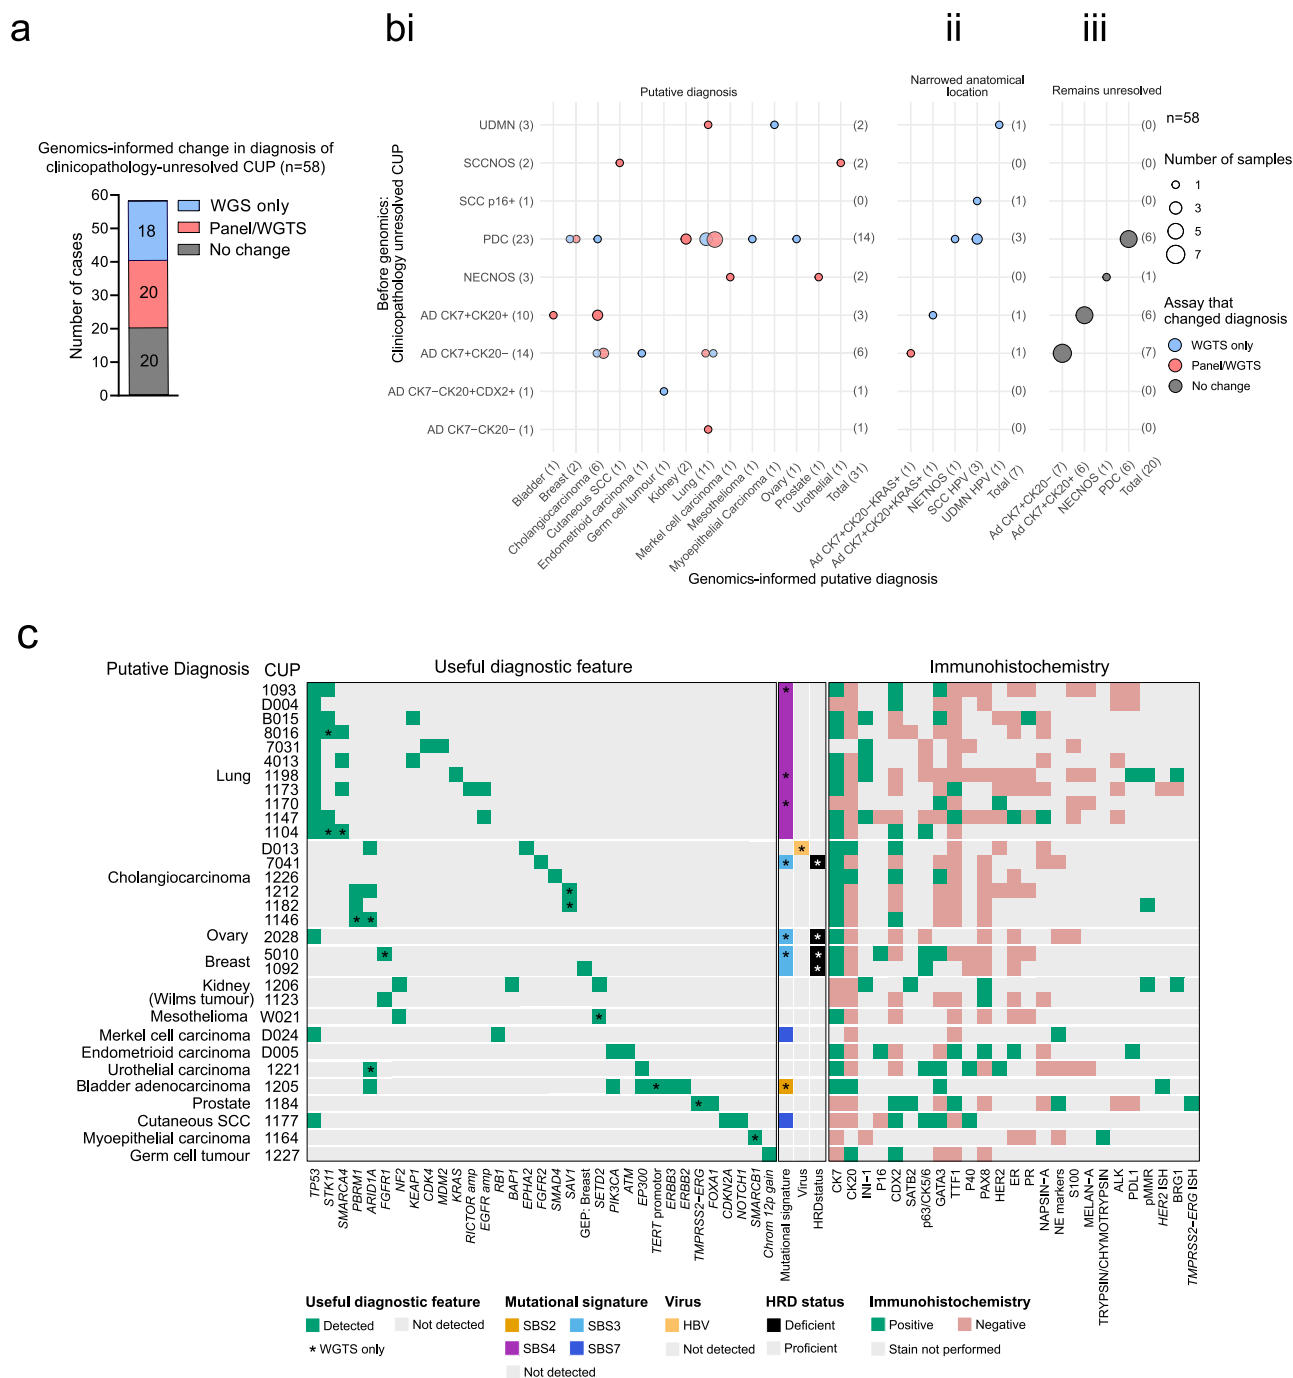 a
bi
ii
iii
Genomics-informed change in diagnosis of
clinicopathology-unresolved CUP (n=58)
Number of cases
60
50
40
30
20
10
0
18
20
20
WGS only
Panel/WGTS
No change
Putative diagnosis
Narrowed anatomical
location
Remains unresolved
Before genomics:
Clinicopathology unresolved CUP
UDMN (3)
(2)
(1)
(0)
SCCNOS (2)
(2)
(0)
(0)
SCC p16+ (1)
(0)
(1)
(0)
PDC (23)
(14)
(3)
(6)
NECNOS (3)
(2)
(0)
(1)
AD CK7+CK20+ (10)
(3)
(1)
(6)
AD CK7+CK20− (14)
(6)
(1)
(7)
AD CK7−CK20+CDX2+ (1)
(1)
(0)
(0)
AD CK7−CK20− (1)
(1)
(0)
(0)
Bladder (1)
Breast (2)
Cholangiocarcinoma (6)
Cutaneous SCC (1)
Endometrioid carcinoma (1)
Germ cell tumour (1)
Kidney (2)
Lung (11)
Merkel cell carcinoma (1)
Mesothelioma (1)
Myoepithelial Carcinoma (1)
Ovary (1)
Prostate (1)
Urothelial (1)
Total (31)
Ad CK7+CK20−KRAS+ (1)
Ad CK7+CK20+KRAS+ (1)
NETNOS (1)
SCC HPV (3)
UDMN HPV (1)
Total (7)
Ad CK7+CK20− (7)
Ad CK7+CK20+ (6)
NECNOS (1)
PDC (6)
Total (20)
Genomics-informed putative diagnosis
n=58
Number of samples
1
3
5
7
Assay that
changed diagnosis
WGTS only
Panel/WGTS
No change
c
Putative Diagnosis
CUP
Useful diagnostic feature
Immunohistochemistry
Lung
1093
D004
B015
8016
7031
4013
1198
1173
1170
1147
1104
Cholangiocarcinoma
D013
7041
1226
1212
1182
1146
Ovary
2028
Breast
5010
1092
Kidney
(Wilms tumour)
1206
1123
Mesothelioma
W021
Merkel cell carcinoma
D024
Endometrioid carcinoma
D005
Urothelial carcinoma
1221
Bladder adenocarcinoma
1205
Prostate
1184
Cutaneous SCC
1177
Myoepithelial carcinoma
1164
Germ cell tumour
1227
TP53
STK11
SMARCA4
PBRM1
ARID1A
FGFR1
NF2
KEAP1
CDK4
MDM2
KRAS
RICTOR amp
EGFR amp
RB1
BAP1
EPHA2
FGFR2
SMAD4
SAV1
GEP: Breast
SETD2
PIK3CA
ATM
EP300
TERT promotor
ERBB3
ERBB2
TMPRSS2−ERG
FOXA1
CDKN2A
NOTCH1
SMARCB1
Chrom 12p gain
Mutational signature
Virus
HRDstatus
CK7
CK20
INI−1
P16
CDX2
SATB2
p63/CK5/6
GATA3
TTF1
P40
PAX8
HER2
ER
PR
NAPSIN−A
NE markers
S100
MELAN−A
TRYPSIN/CHYMOTRYPSIN
ALK
PDL1
pMMR
HER2 ISH
BRG1
TMPRSS2−ERG ISH
Useful diagnostic feature
Detected
Not detected
* WGTS only
Mutational signature
SBS2
SBS3
SBS4
SBS7
Not detected
Virus
HBV
Not detected
HRD status
Deficient
Proficient
Immunohistochemistry
Positive
Negative
Stain not performed